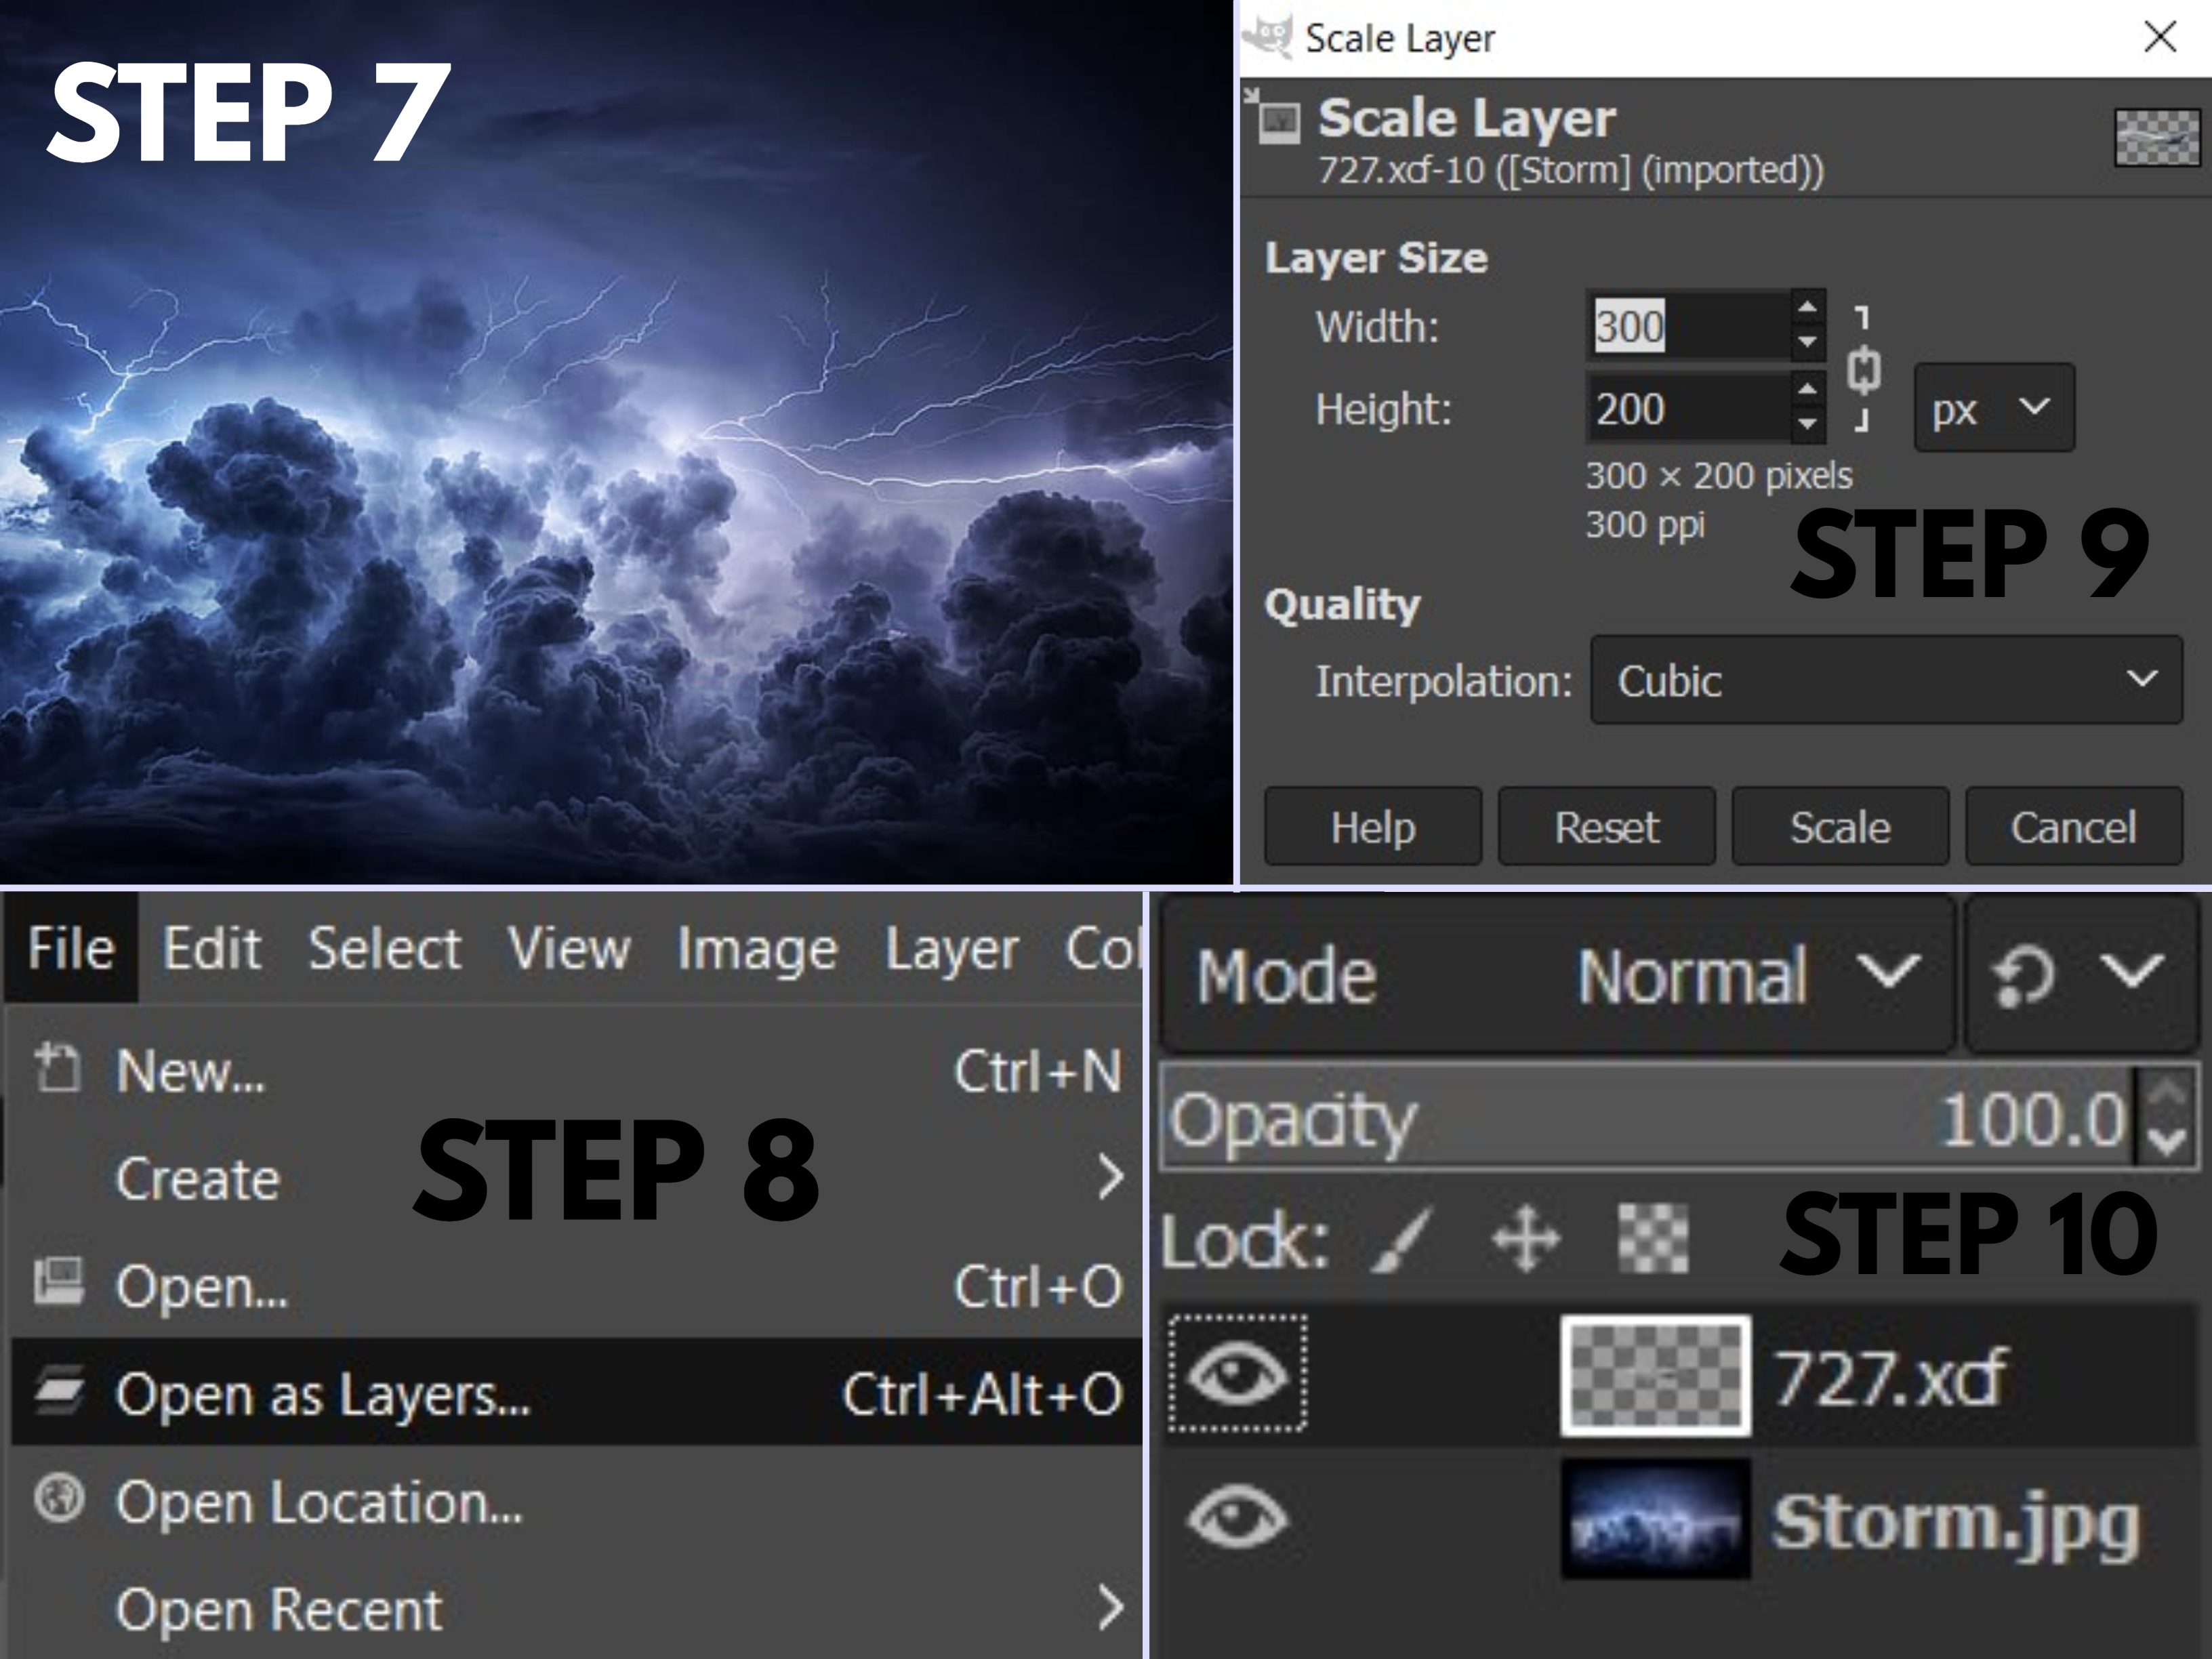 STEP 7
Scale Layer
Scale Layer
727.xcf-10 ([Storm] (imported))
Layer Size
Width: 300
Height: 200 px
300 × 200 pixels
300 ppi
STEP 9
Quality
Interpolation: Cubic
Help Reset Scale Cancel
File Edit Select View Image Layer Col
New... Ctrl+N
STEP 8
Create
Open... Ctrl+O
Open as Layers... Ctrl+Alt+O
Open Location...
Open Recent
Mode Normal
Opacity 100.0
Lock:
STEP 10
727.xcf
Storm.jpg